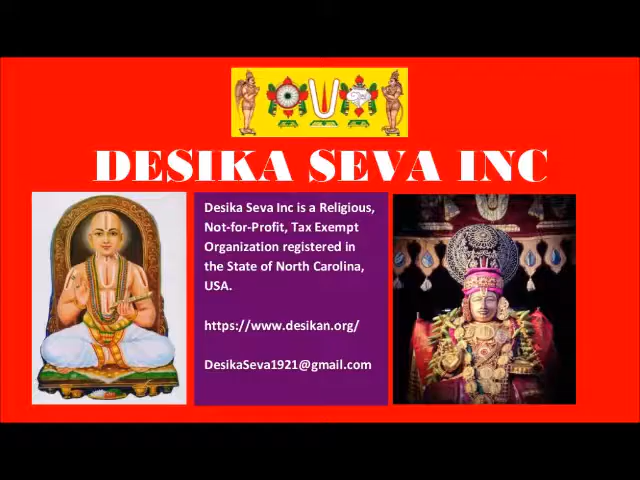 DESIKA SEVA INC
Desika Seva Inc is a Religious,
Not-for-Profit, Tax Exempt
Organization registered in
the State of North Carolina,
USA.
https://www.desikan.org/
DesikaSeva1921@gmail.com